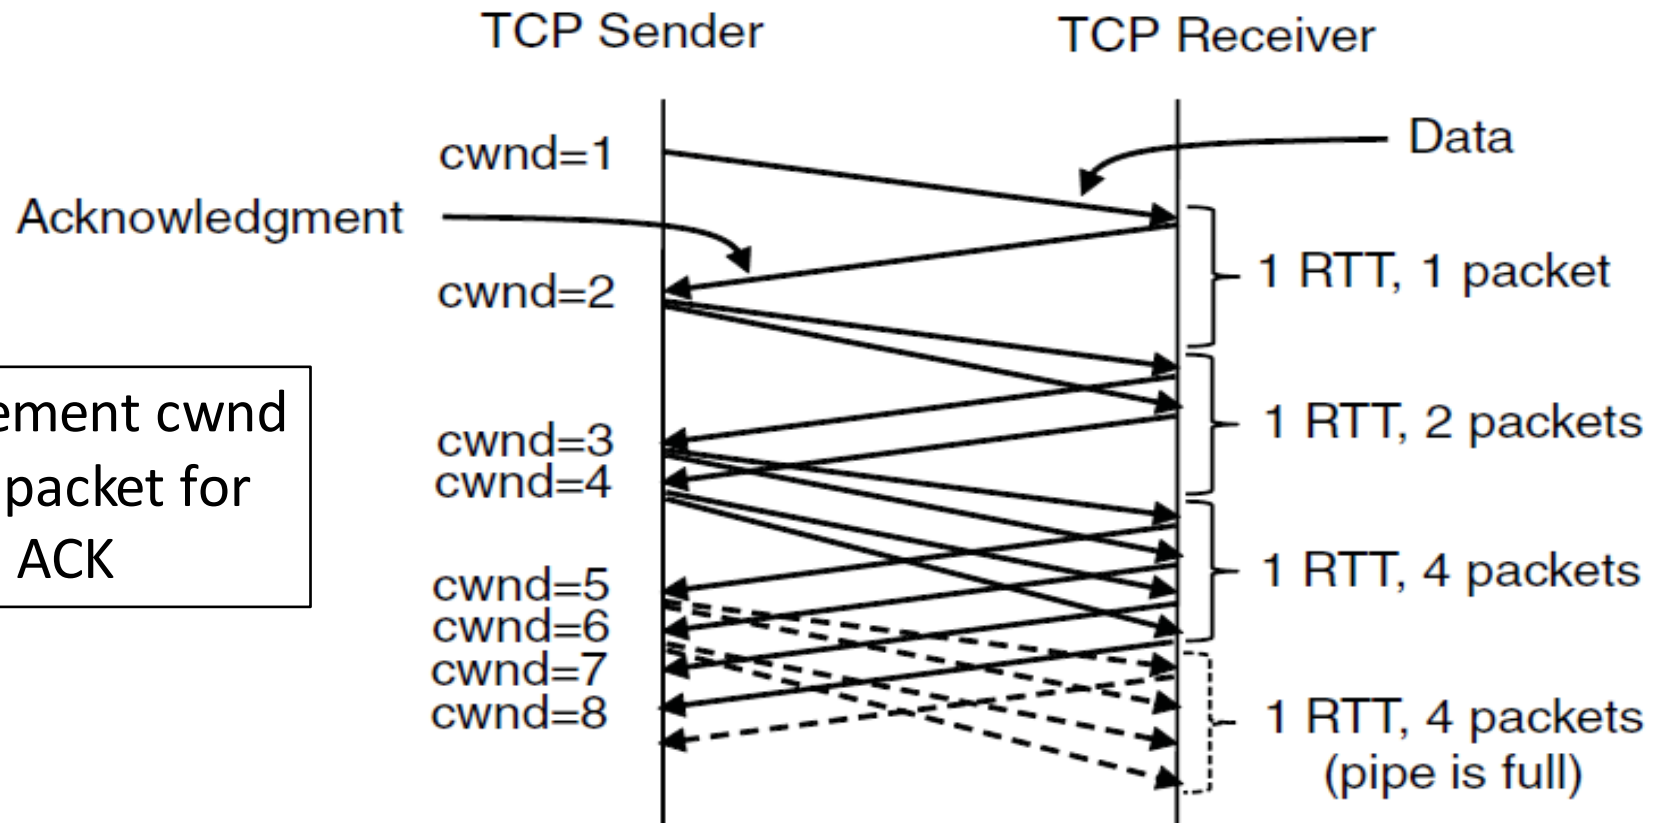 TCP Sender
TCP Receiver
cwnd=1
Data
Acknowledgment
1 RTT, 1 packet
cwnd=2
ement cwnd
packet for
ACK
cwnd=3
1 RTT, 2 packets
cwnd=4
1 RTT, 4 packets
cwnd=5
cwnd=6
cwnd=7
cwnd=8
1 RTT, 4 packets
(pipe is full)